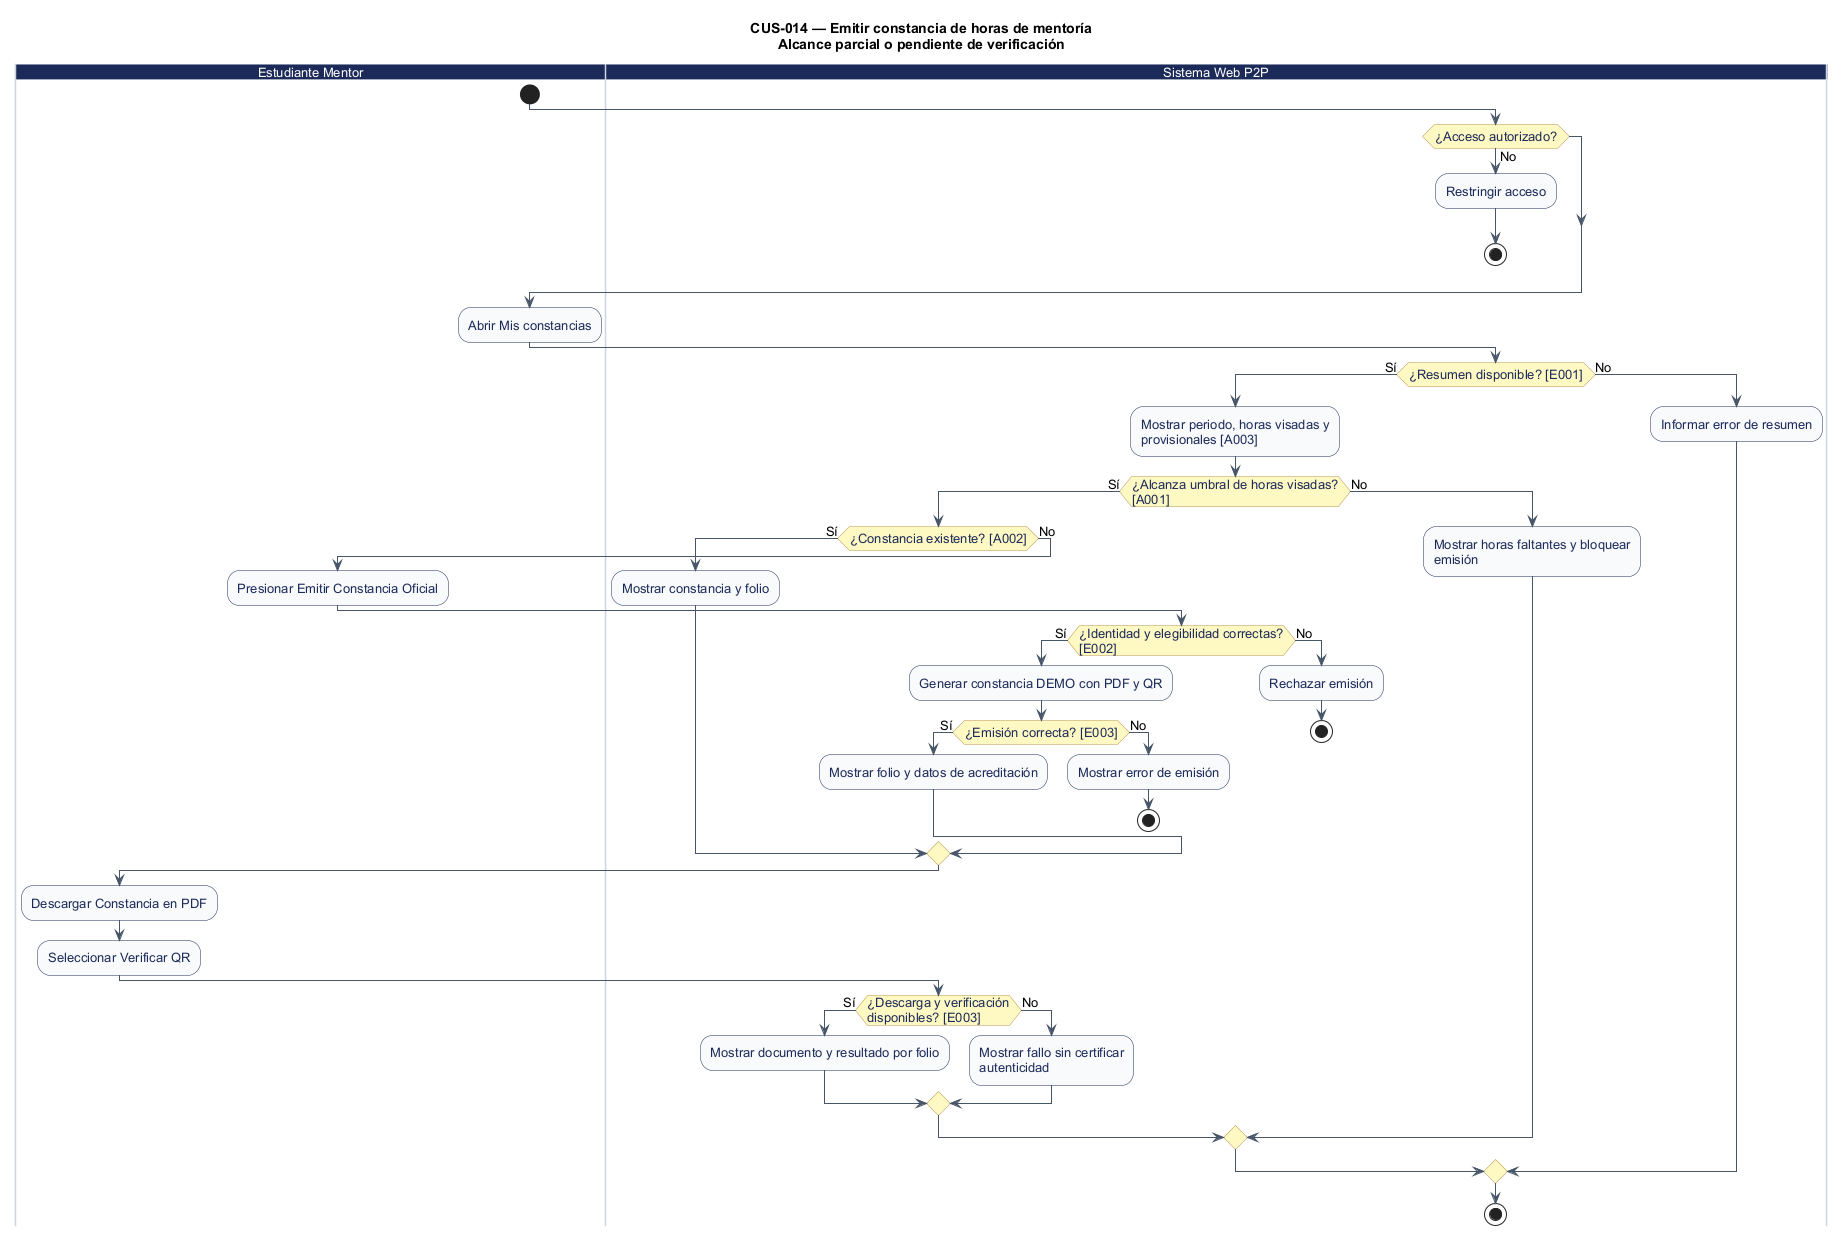 CUS-014 — Emitir constancia de horas de mentoría
Alcance parcial o pendiente de verificación
Estudiante Mentor
Sistema Web P2P
¿Acceso autorizado?
No
Restringir acceso
Abrir Mis constancias
Sí
¿Resumen disponible? [E001]
No
Mostrar periodo, horas visadas y
provisionales [A003]
Informar error de resumen
Sí
¿Alcanza umbral de horas visadas?
[A001]
No
Sí
¿Constancia existente? [A002]
No
Mostrar horas faltantes y bloquear
emisión
Presionar Emitir Constancia Oficial
Mostrar constancia y folio
Sí
¿Identidad y elegibilidad correctas?
[E002]
No
Generar constancia DEMO con PDF y QR
Rechazar emisión
Sí
¿Emisión correcta? [E003]
No
Mostrar folio y datos de acreditación
Mostrar error de emisión
Descargar Constancia en PDF
Seleccionar Verificar QR
Sí
¿Descarga y verificación
disponibles? [E003]
No
Mostrar documento y resultado por folio
Mostrar fallo sin certificar
autenticidad